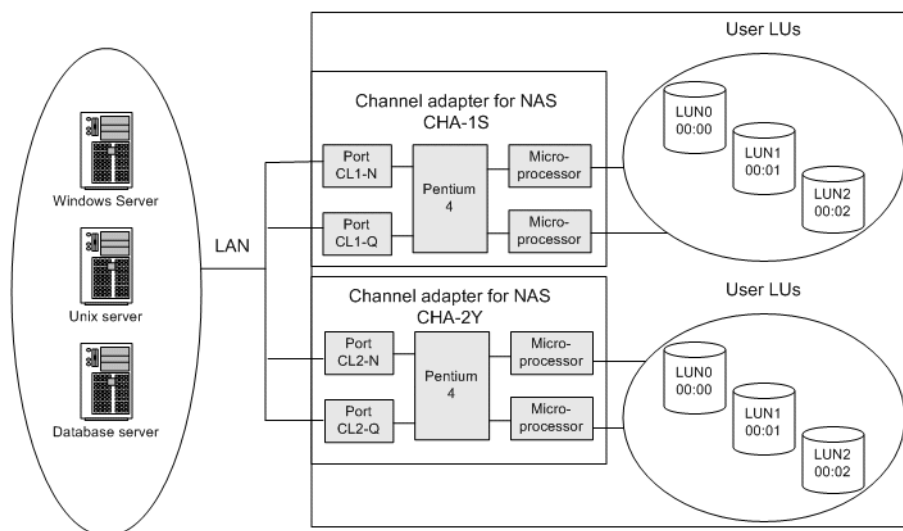 Windows Server
Unix server
Database server
LAN
Channel adapter for NAS
CHA-1S
Port
CL1-N
Port
CL1-Q
Pentium
4
Micro-
processor
Micro-
processor
User LUs
LUN0
00:00
LUN1
00:01
LUN2
00:02
Channel adapter for NAS
CHA-2Y
Port
CL2-N
Port
CL2-Q
Pentium
4
Micro-
processor
Micro-
processor
User LUs
LUN0
00:00
LUN1
00:01
LUN2
00:02